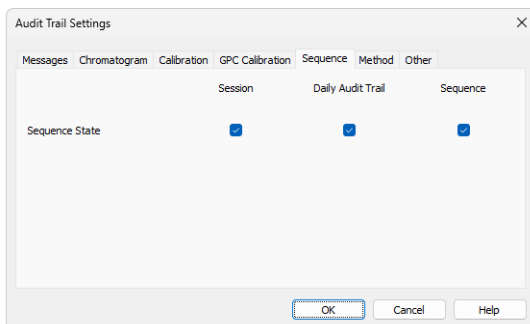 Audit Trail Settings
Messages Chromatogram Calibration GPC Calibration Sequence Method Other
Session Daily Audit Trail Sequence
Sequence State
OK Cancel Help